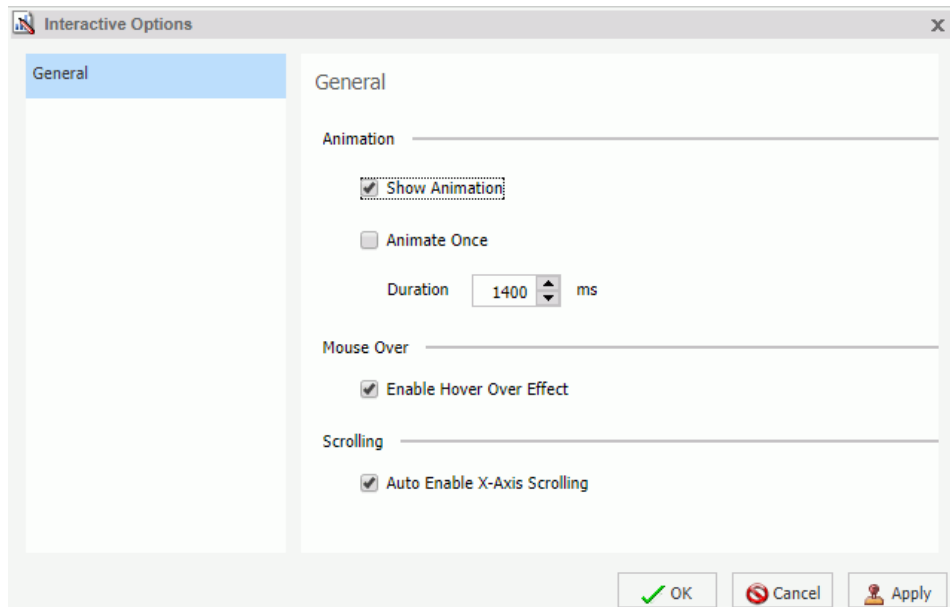 Interactive Options
x
General
General
Animation
Show Animation
Animate Once
Duration 1400 ms
Mouse Over
Enable Hover Over Effect
Scrolling
Auto Enable X-Axis Scrolling
OK Cancel Apply